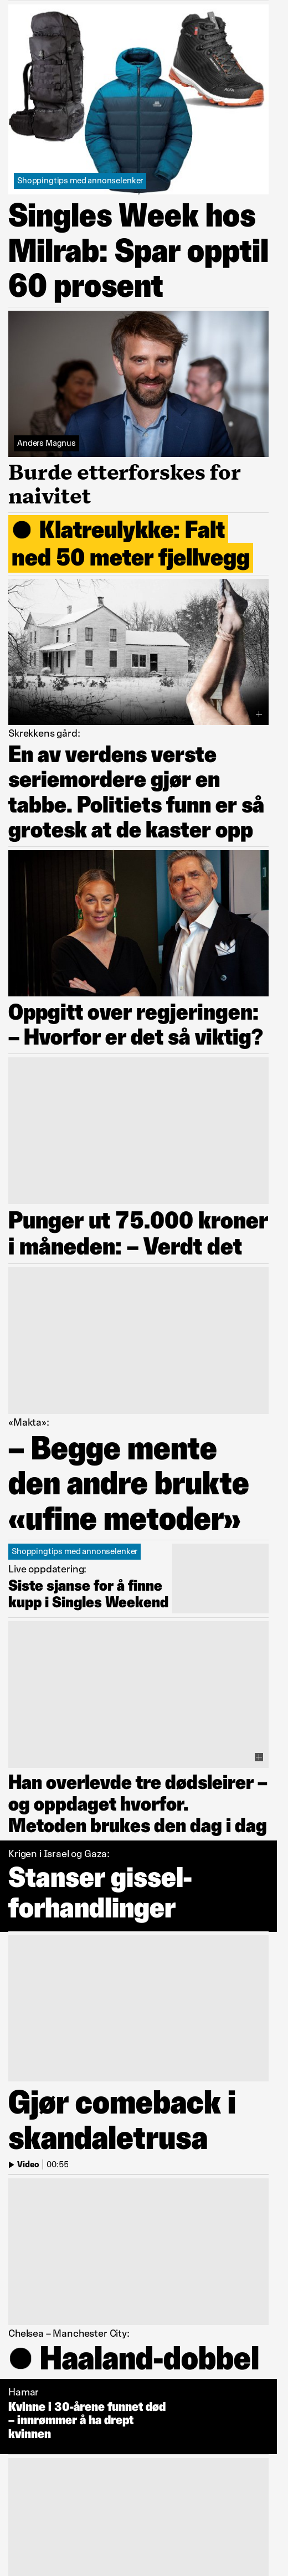 Shoppingtips med annonselenker
Singles Week hos
Milrab: Spar opptil
60 prosent
Anders Magnus
Burde etterforskes for
naivitet
Klatreulykke: Falt
ned 50 meter fjellvegg
Skrekkens gård:
En av verdens verste
seriemordere gjør en
tabbe. Politiets funn er så
grotesk at de kaster opp
Oppgitt over regjeringen:
– Hvorfor er det så viktig?
Punger ut 75.000 kroner
i måneden: – Verdt det
«Makta»:
– Begge mente
den andre brukte
«ufine metoder»
Shoppingtips med annonselenker
Live oppdatering:
Siste sjanse for å finne
kupp i Singles Weekend
Han overlevde tre dødsleirer –
og oppdaget hvorfor.
Metoden brukes den dag i dag
Krigen i Israel og Gaza:
Stanser gissel-
forhandlinger
Gjør comeback i
skandaletrusa
Video | 00:55
Chelsea – Manchester City:
Haaland-dobbel
Hamar
Kvinne i 30-årene funnet død
– innrømmer å ha drept
kvinnen